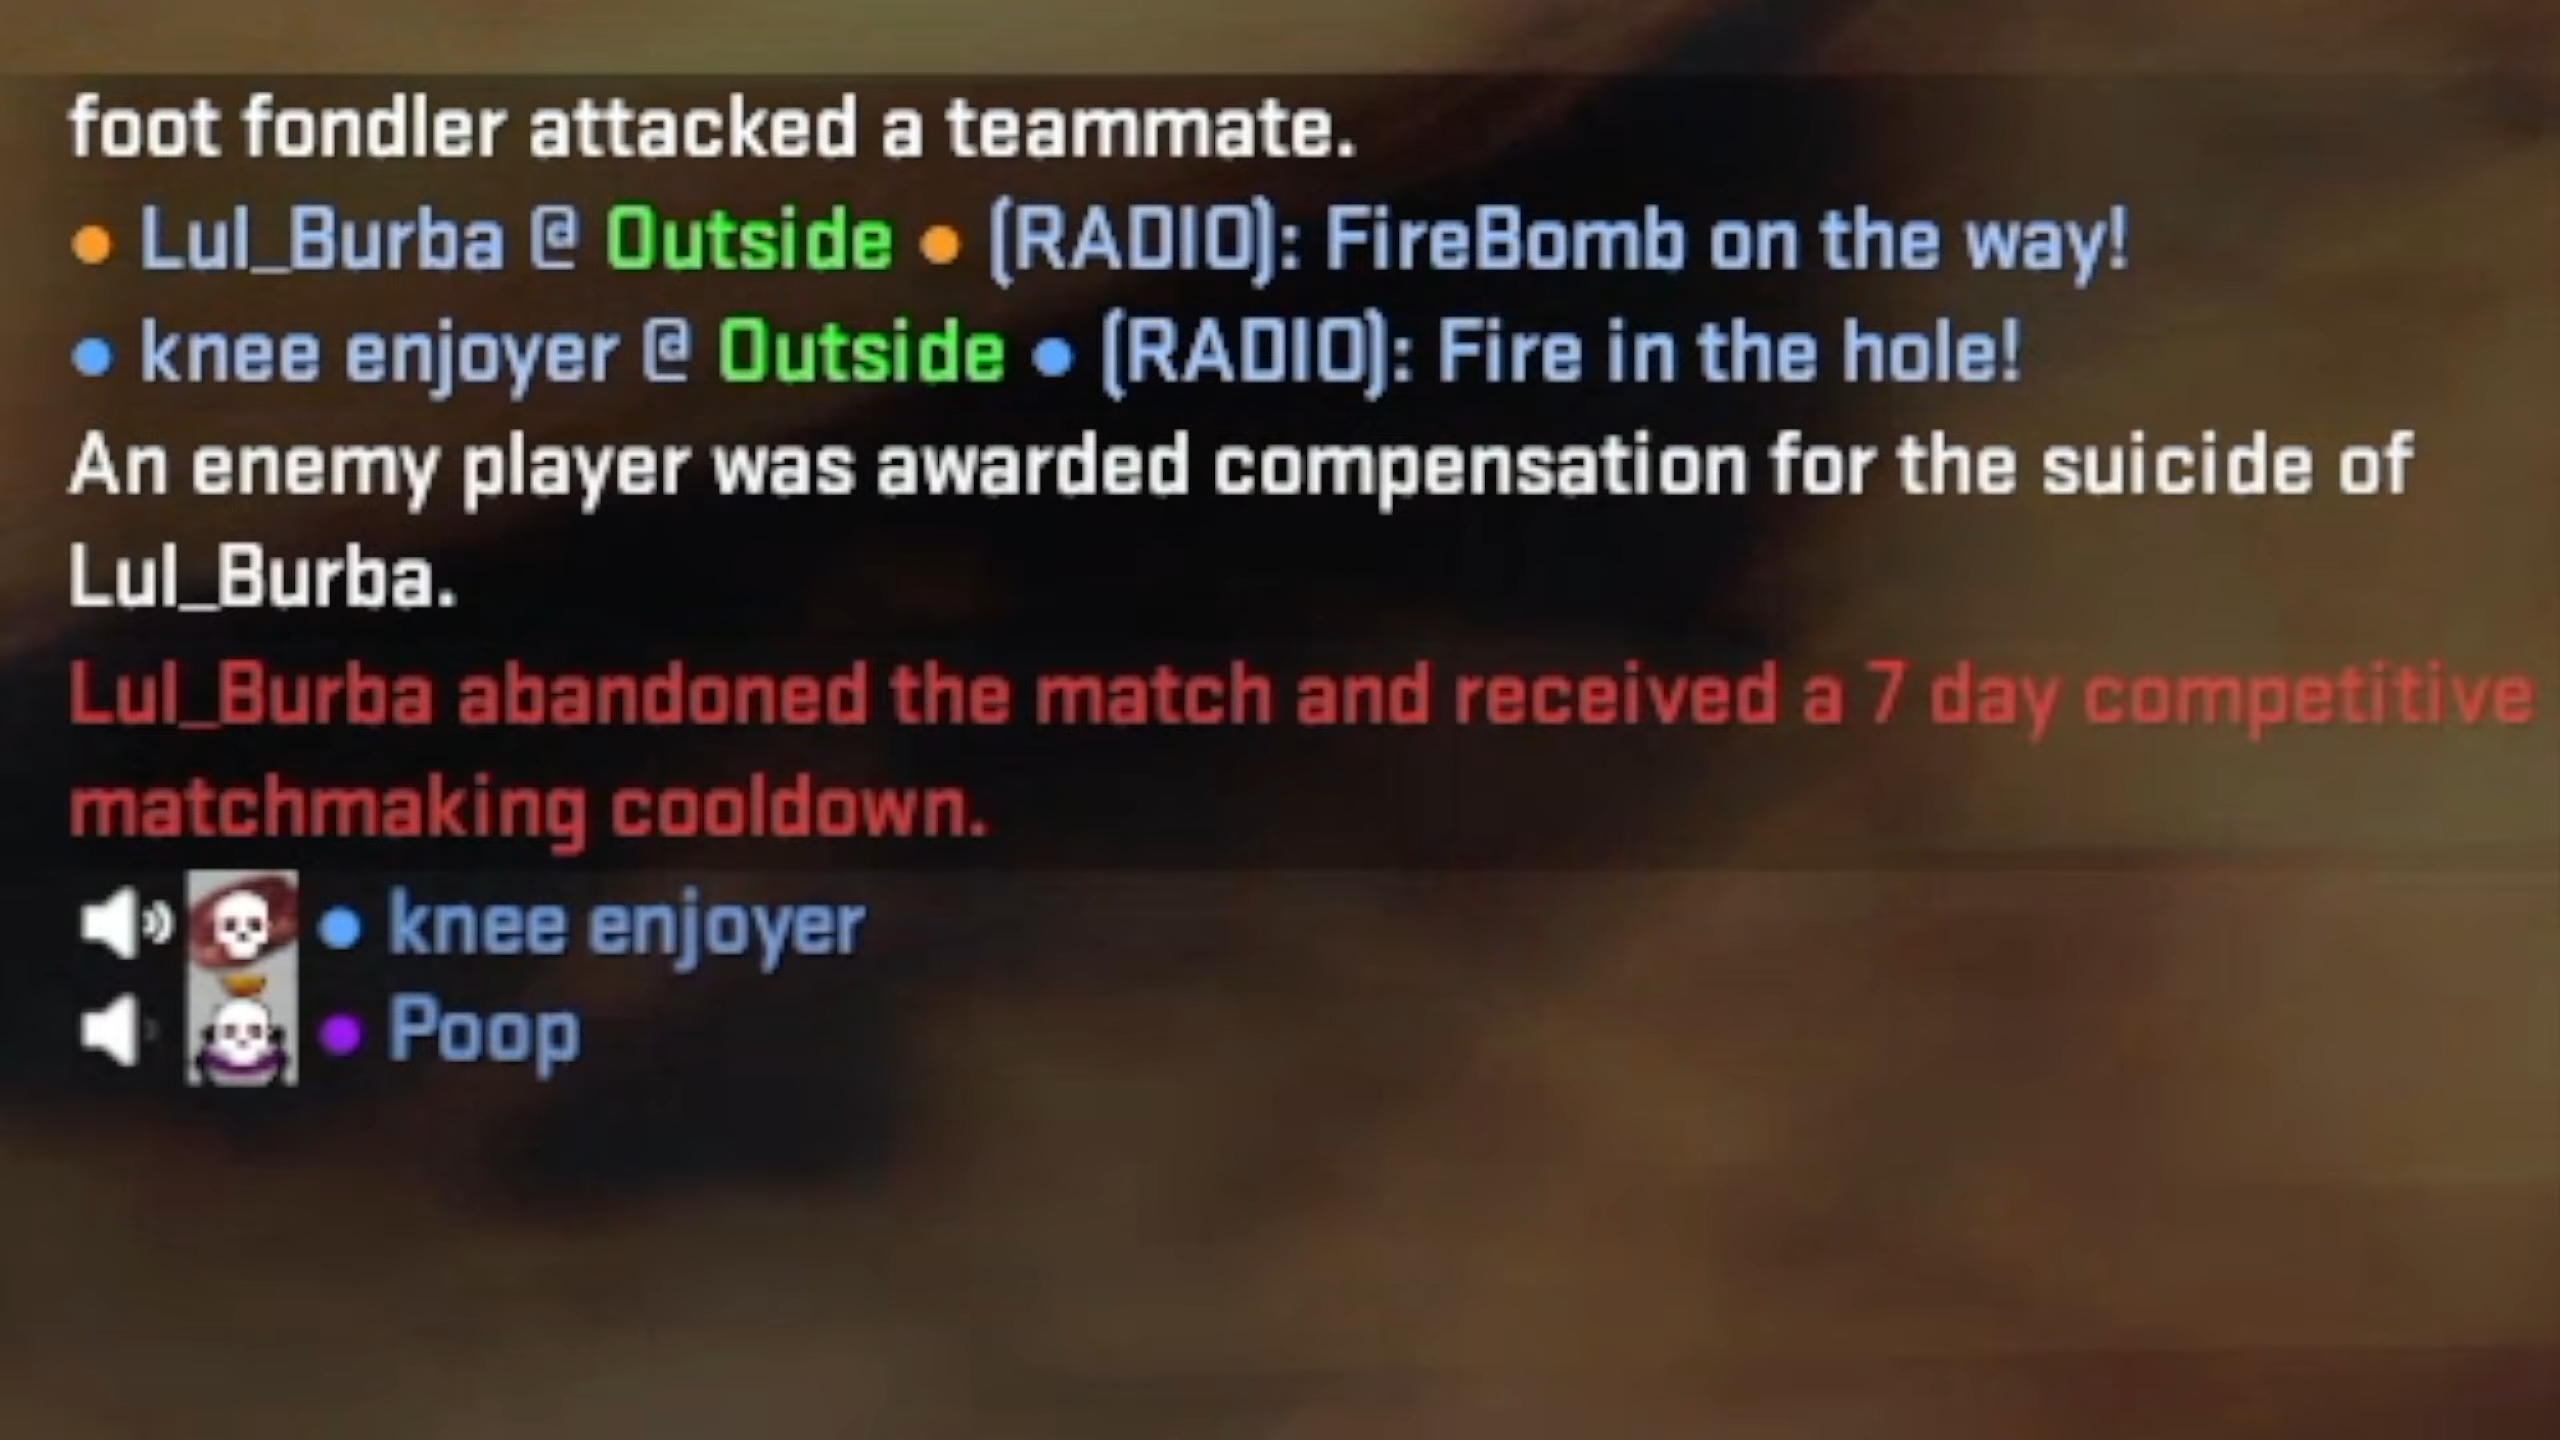 foot fondler attacked a teammate.
Lul_Burba @ Outside (RADIO): FireBomb on the way!
knee enjoyer @ Outside (RADIO): Fire in the hole!
An enemy player was awarded compensation for the suicide of
Lul_Burba.
Lul_Burba abandoned the match and received a 7 day competitive
matchmaking cooldown.
knee enjoyer
Poop